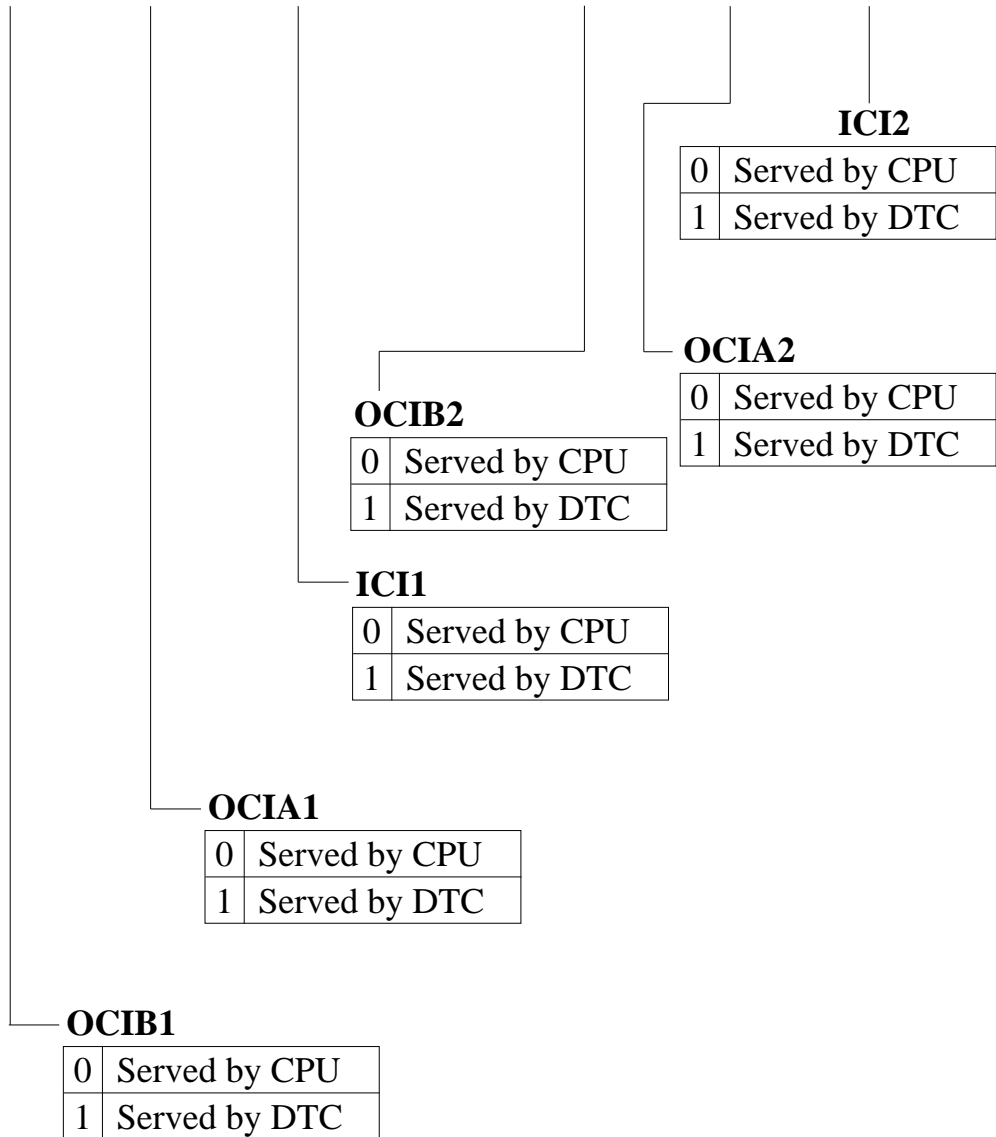 ICI2
0 Served by CPU
1 Served by DTC
OCIA2
0 Served by CPU
1 Served by DTC
OCIB2
0 Served by CPU
1 Served by DTC
ICI1
0 Served by CPU
1 Served by DTC
OCIA1
0 Served by CPU
1 Served by DTC
OCIB1
0 Served by CPU
1 Served by DTC